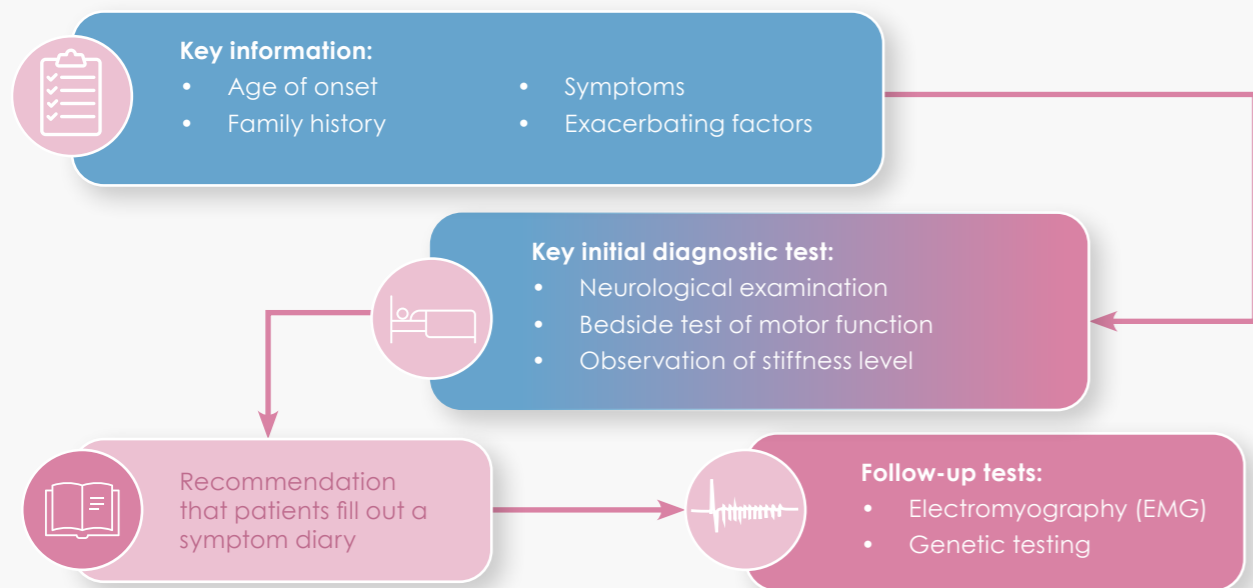 Key information:
• Age of onset
• Family history
• Symptoms
• Exacerbating factors
Key initial diagnostic test:
• Neurological examination
• Bedside test of motor function
• Observation of stiffness level
Recommendation
that patients fill out a
symptom diary
Follow-up tests:
• Electromyography (EMG)
• Genetic testing